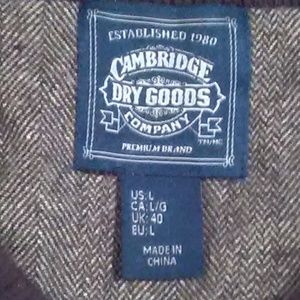 ESTABLISHED 1980
CAMBRIDGE
DRY GOODS
COMPANY
PREMIUM BRAND
US: L
CA: L/G
UK: 40
EU: L
MADE IN
CHINA